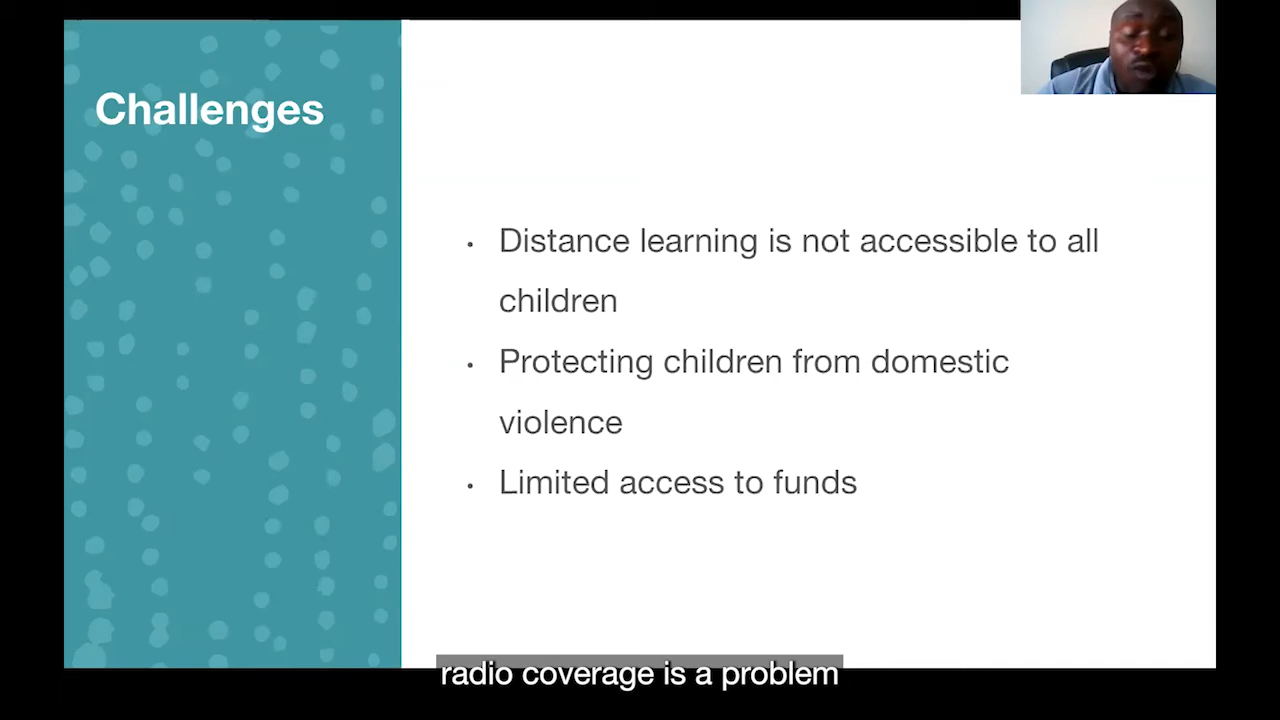 Challenges
• Distance learning is not accessible to all
children
• Protecting children from domestic
violence
• Limited access to funds
radio coverage is a problem